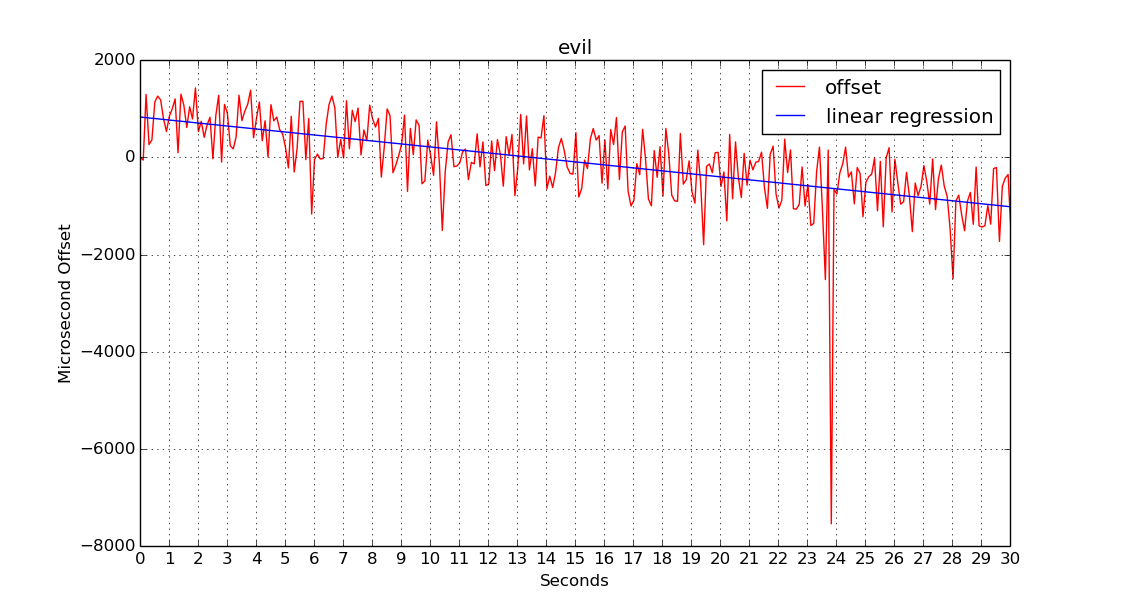 evil
offset
linear regression
2000
0
−2000
−4000
−6000
−8000
Microsecond Offset
0 1 2 3 4 5 6 7 8 9 10 11 12 13 14 15 16 17 18 19 20 21 22 23 24 25 26 27 28 29 30
Seconds